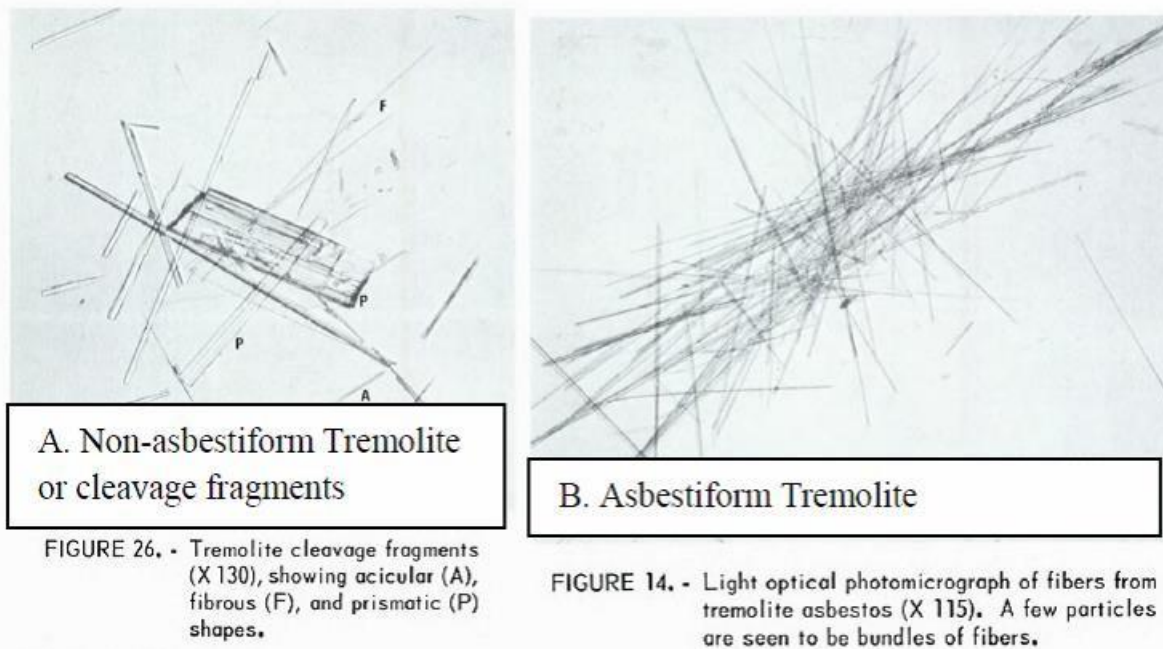 F
P
P
A
A. Non-asbestiform Tremolite
or cleavage fragments
FIGURE 26. - Tremolite cleavage fragments
(X 130), showing acicular (A),
fibrous (F), and prismatic (P)
shapes.
B. Asbestiform Tremolite
FIGURE 14. - Light optical photomicrograph of fibers from
tremolite asbestos (X 115). A few particles
are seen to be bundles of fibers.